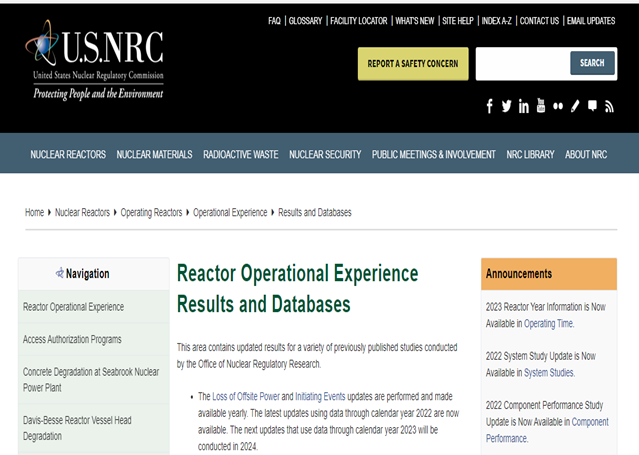 FAQ | GLOSSARY | FACILITY LOCATOR | WHAT'S NEW | SITE HELP | INDEX A-Z | CONTACT US | EMAIL UPDATES
U.S.NRC
United States Nuclear Regulatory Commission
Protecting People and the Environment
REPORT A SAFETY CONCERN
SEARCH
NUCLEAR REACTORS NUCLEAR MATERIALS RADIOACTIVE WASTE NUCLEAR SECURITY PUBLIC MEETINGS & INVOLVEMENT NRC LIBRARY ABOUT NRC
Home Nuclear Reactors Operating Reactors Operational Experience Results and Databases
Navigation
Reactor Operational Experience
Access Authorization Programs
Concrete Degradation at Seabrook Nuclear
Power Plant
Davis-Besse Reactor Vessel Head
Degradation
Reactor Operational Experience
Results and Databases
This area contains updated results for a variety of previously published studies conducted
by the Office of Nuclear Regulatory Research.
• The Loss of Offsite Power and Initiating Events updates are performed and made
available yearly. The latest updates using data through calendar year 2022 are now
available. The next updates that use data through calendar year 2023 will be
conducted in 2024.
Announcements
2023 Reactor Year Information is Now
Available in Operating Time.
2022 System Study Update is Now
Available in System Studies.
2022 Component Performance Study
Update is Now Available in Component
Performance.